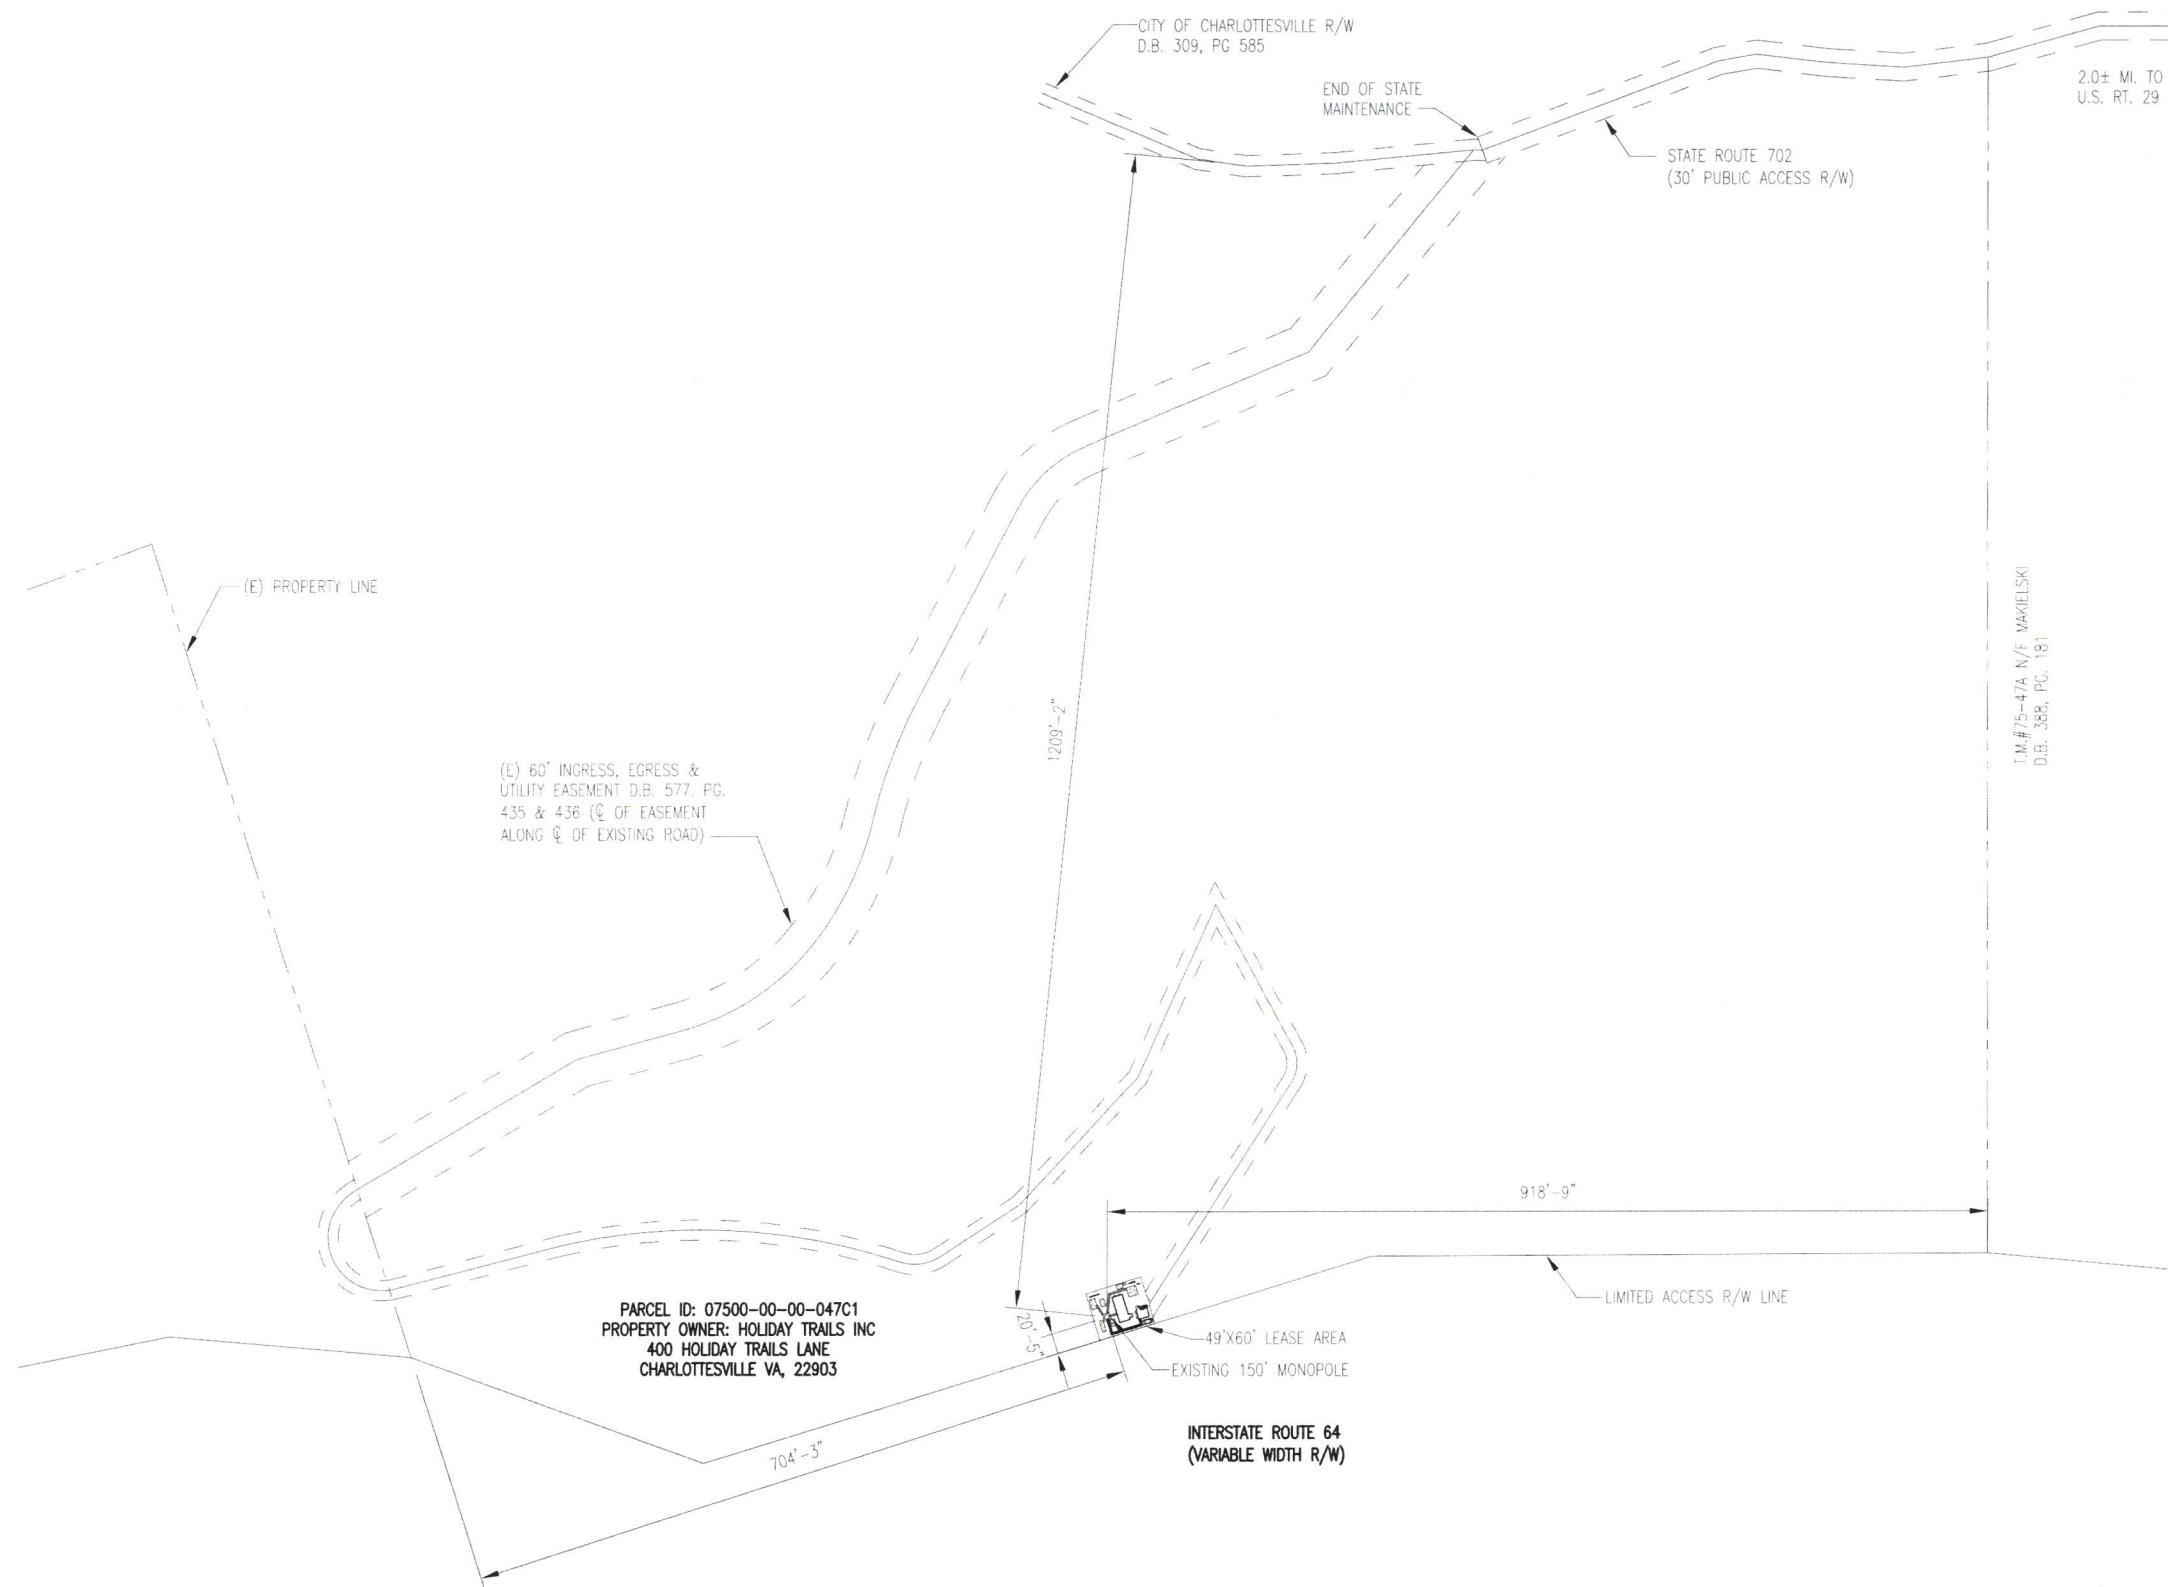 CITY OF CHARLOTTESVILLE R/W
D.B. 309, PG 585
END OF STATE
MAINTENANCE
2.0± MI. TO
U.S. RT. 29
STATE ROUTE 702
(30' PUBLIC ACCESS R/W)
(E) PROPERTY LINE
T.M.#75-47A N/F MAKIELSKI
D.B. 388, PG. 181
1209'-2"
(E) 60' INGRESS, EGRESS &
UTILITY EASEMENT D.B. 577. PG.
435 & 436 (℄ OF EASEMENT
ALONG ℄ OF EXISTING ROAD)
918'-9"
LIMITED ACCESS R/W LINE
PARCEL ID: 07500-00-00-047C1
PROPERTY OWNER: HOLIDAY TRAILS INC
400 HOLIDAY TRAILS LANE
CHARLOTTESVILLE VA, 22903
20'-5"
49'X60' LEASE AREA
EXISTING 150' MONOPOLE
INTERSTATE ROUTE 64
(VARIABLE WIDTH R/W)
704'-3"